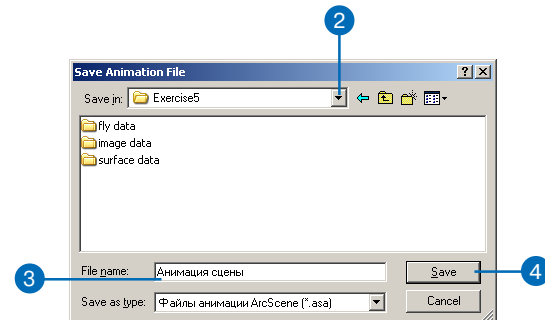 2
Save Animation File
Save in: Exercise5
fly data
image data
surface data
3
File name: Анимация сцены Save
4
Save as type: Файлы анимации ArcScene (*.asa) Cancel